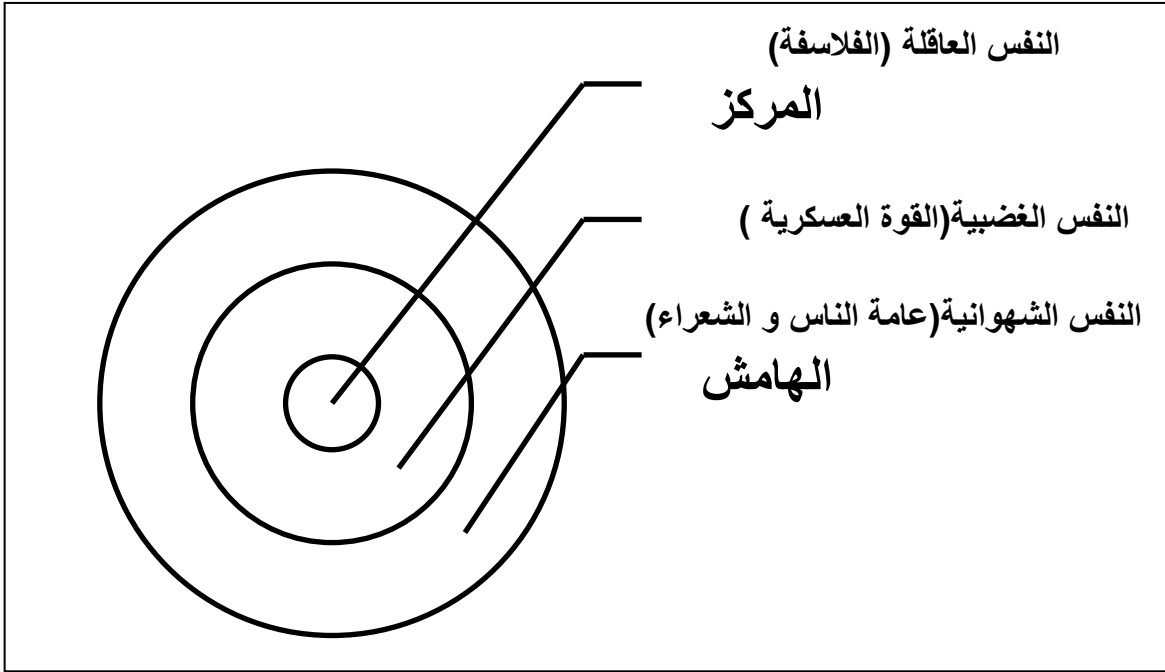 النفس العاقلة (الفلاسفة)
المركز
النفس الغضبية(القوة العسكرية )
النفس الشهوانية(عامة الناس و الشعراء)
الهامش